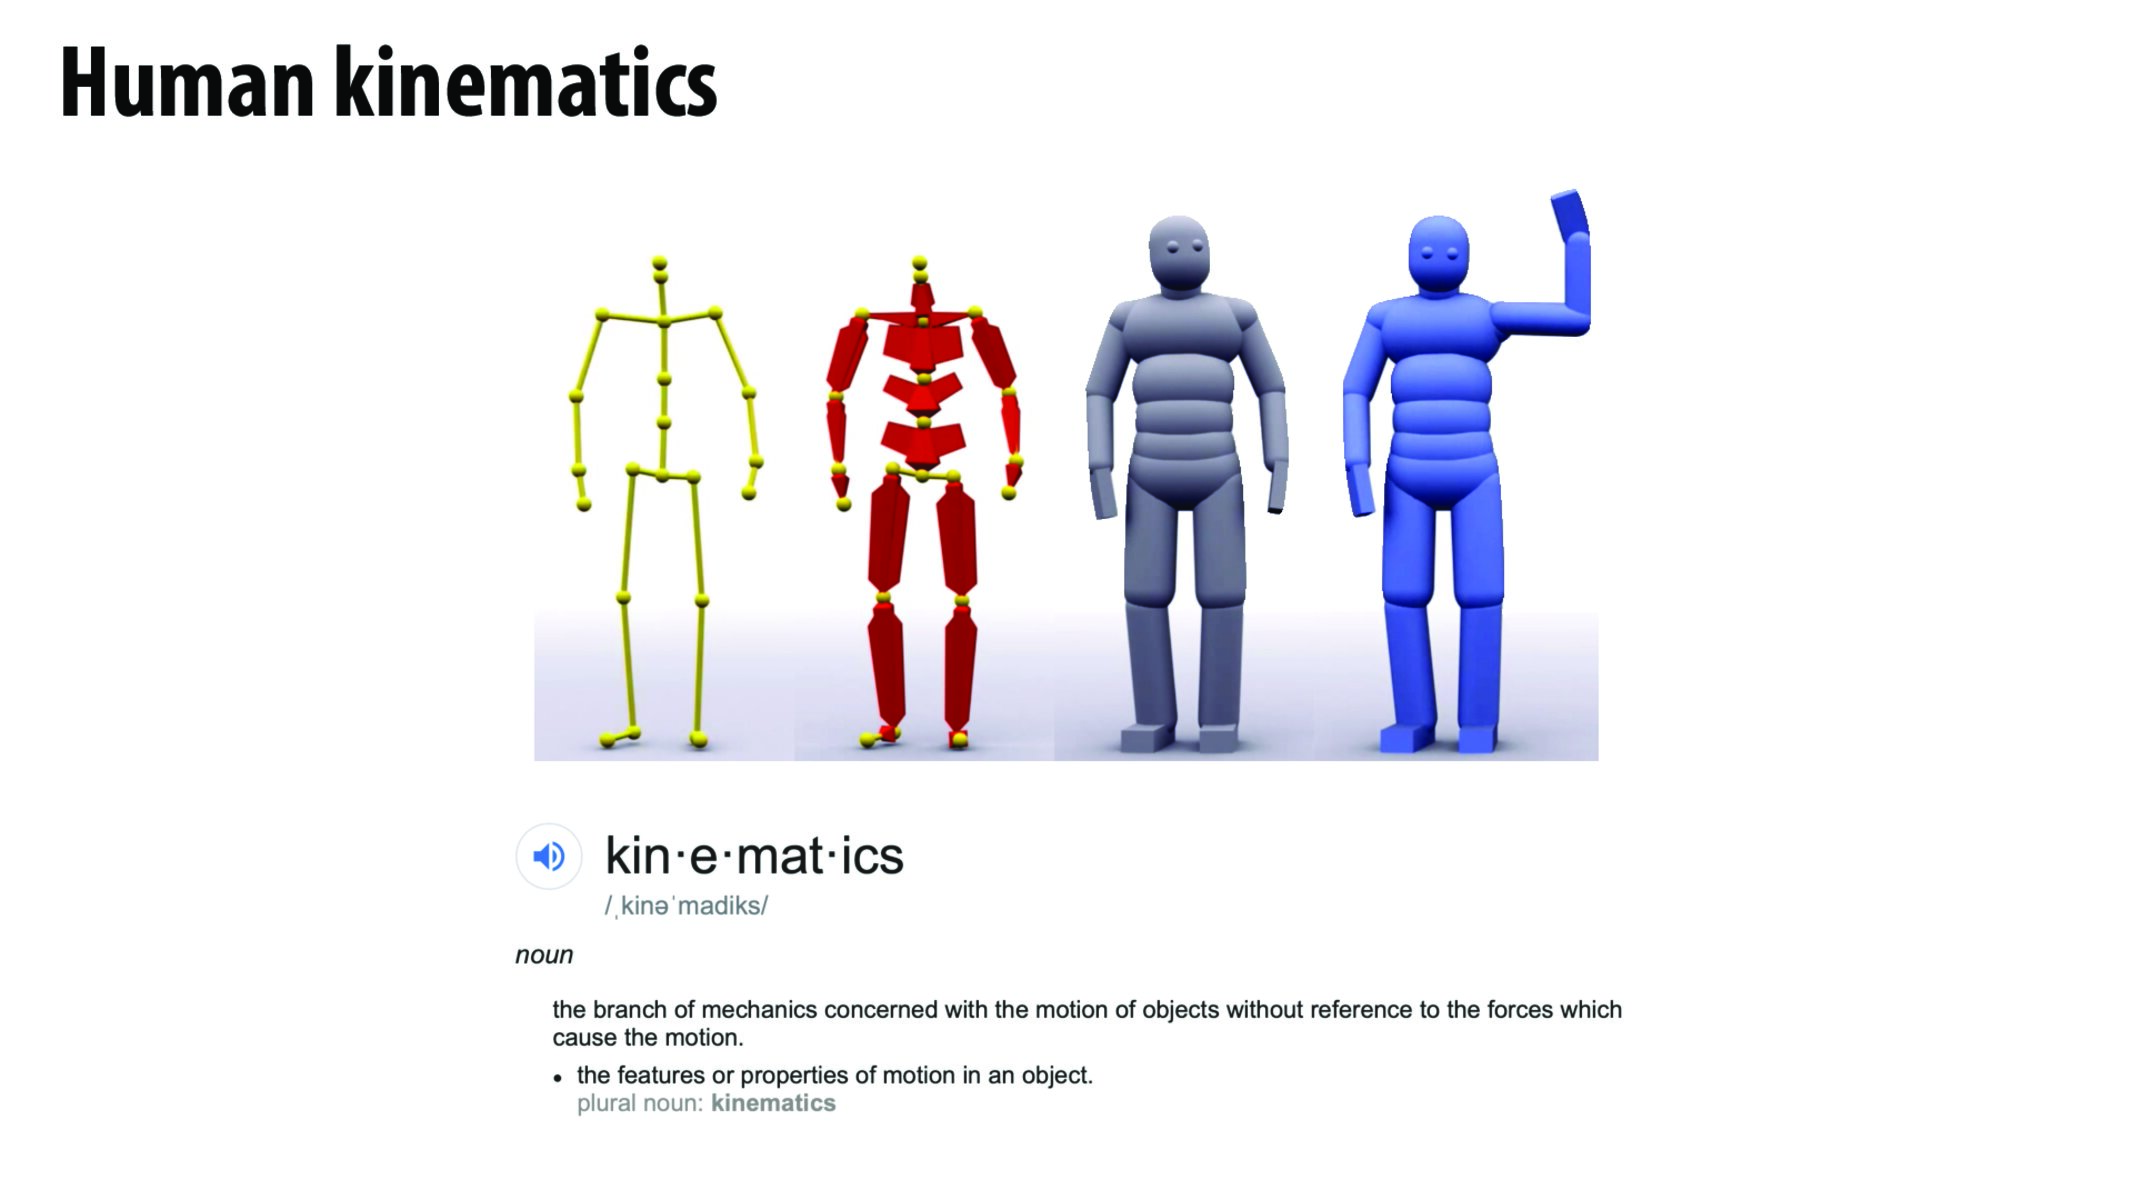 Human kinematics
kin·e·mat·ics
/ˌkinəˈmadiks/
noun
the branch of mechanics concerned with the motion of objects without reference to the forces which
cause the motion.
• the features or properties of motion in an object.
plural noun: kinematics